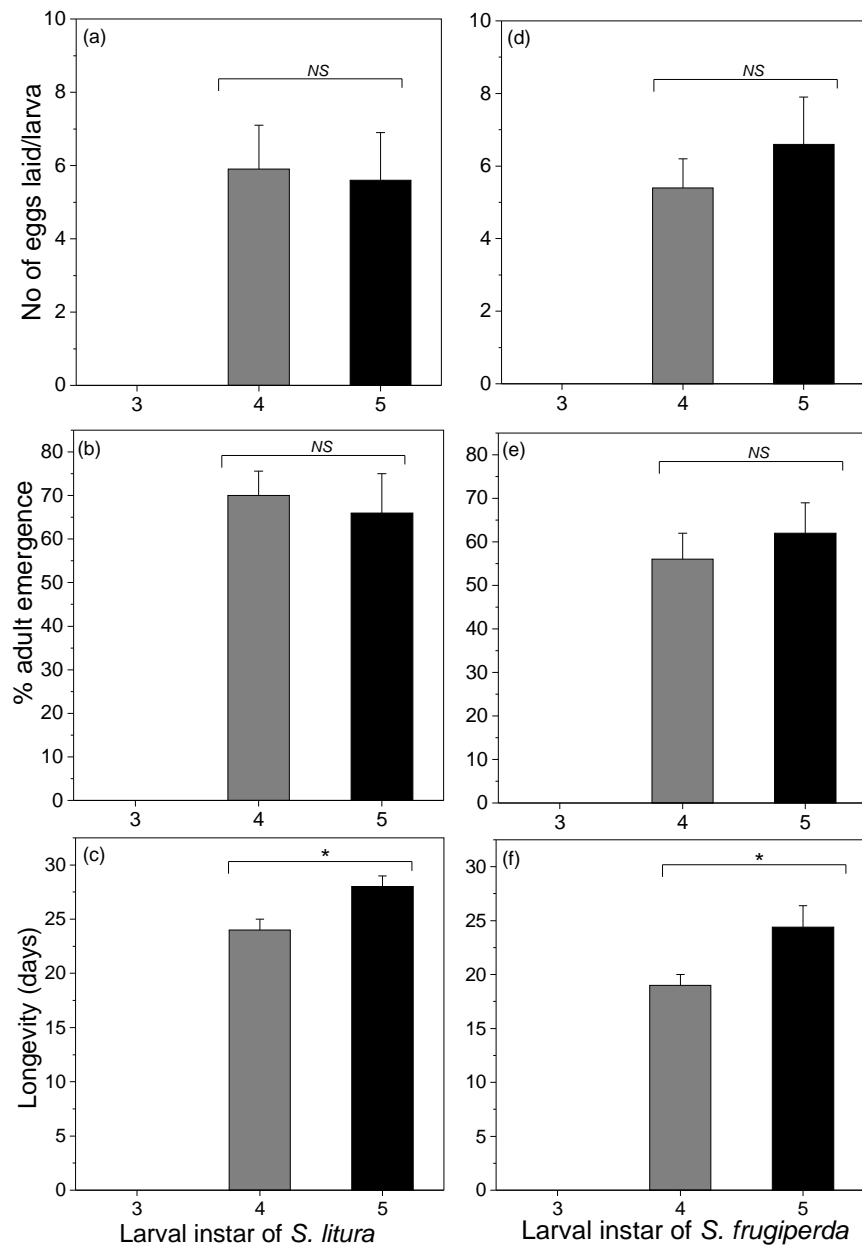 (a)
NS
No of eggs laid/larva
10
8
6
4
2
0
3 4 5
(d)
NS
10
8
6
4
2
0
3 4 5
(b)
NS
% adult emergence
80
70
60
50
40
30
20
10
0
3 4 5
(e)
NS
80
70
60
50
40
30
20
10
0
3 4 5
(c)
*
Longevity (days)
30
25
20
15
10
5
0
3 4 5
Larval instar of S. litura
(f)
*
30
25
20
15
10
5
0
3 4 5
Larval instar of S. frugiperda